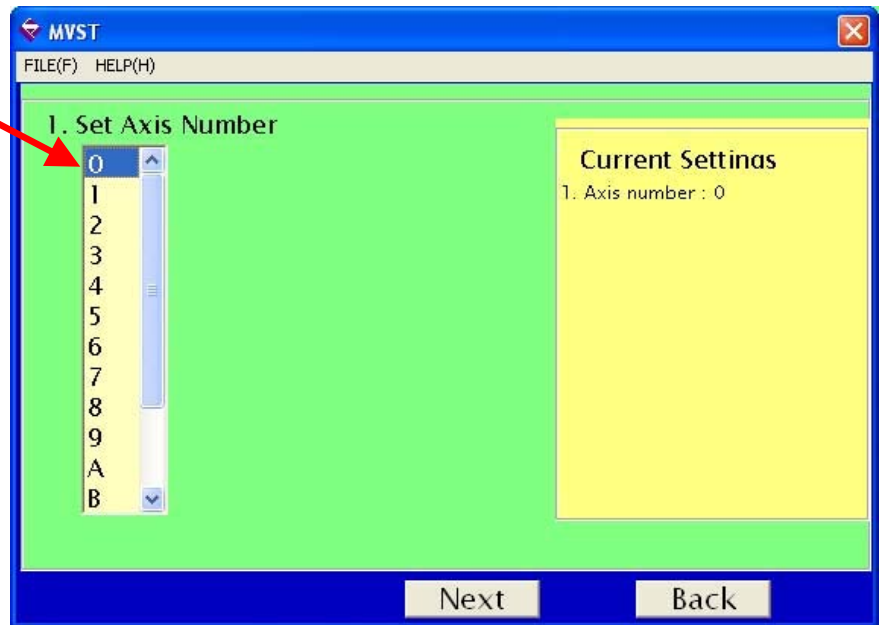 MVST
FILE(F) HELP(H)
1. Set Axis Number
0
1
2
3
4
5
6
7
8
9
A
B
Current Settings
1. Axis number : 0
Next
Back